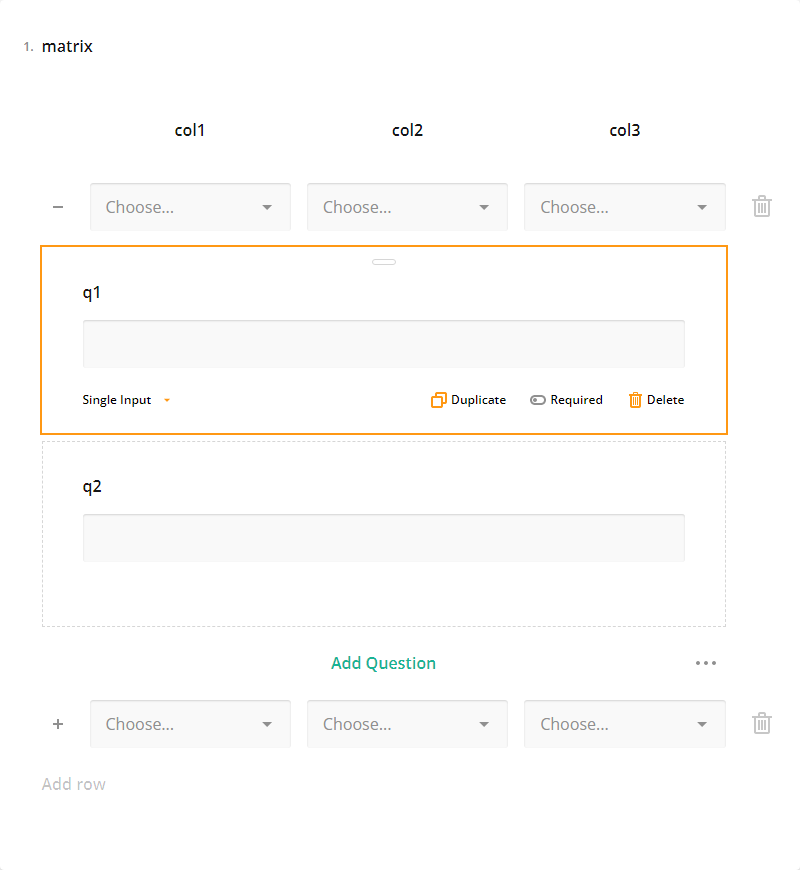 1. matrix
col1 col2 col3
Choose... Choose... Choose...
q1
Single Input Duplicate Required Delete
q2
Add Question
Choose... Choose... Choose...
Add row